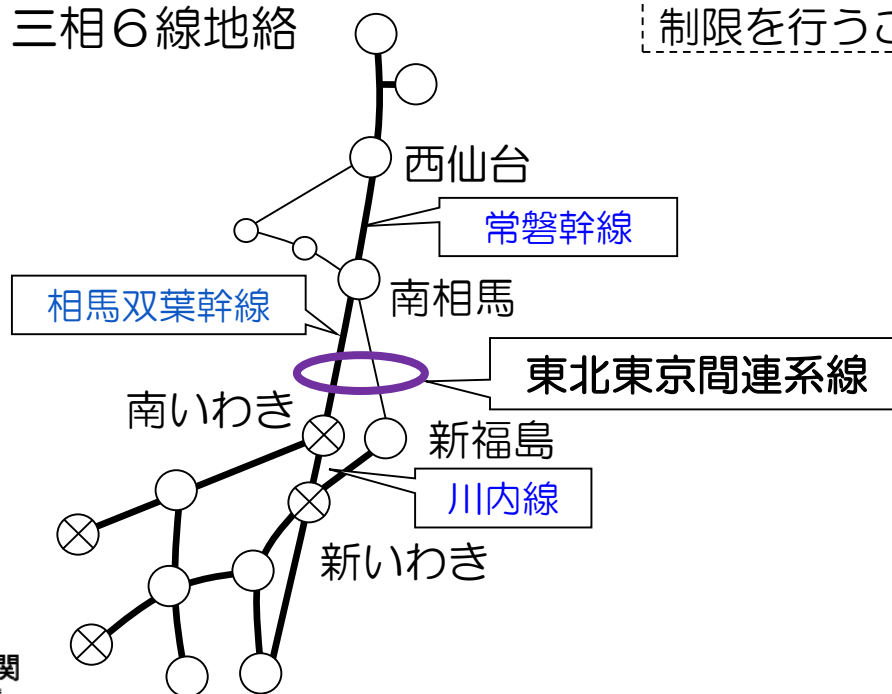 三相６線地絡
制限を行うこ
西仙台
常磐幹線
相馬双葉幹線
南相馬
東北東京間連系線
南いわき
新福島
川内線
新いわき
関